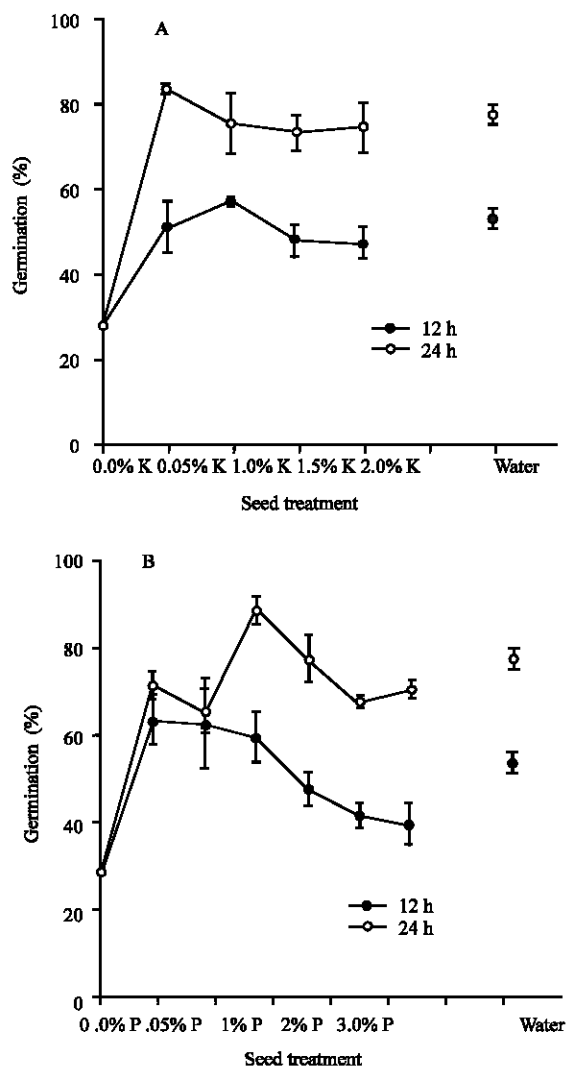 A
100
80
60
40
20
0
Germination (%)
12 h
24 h
0.0% K 0.05% K 1.0% K 1.5% K 2.0% K Water
Seed treatment
B
100
80
60
40
20
0
Germination (%)
12 h
24 h
0 .0% P .05% P 1% P 2% P 3.0% P Water
Seed treatment